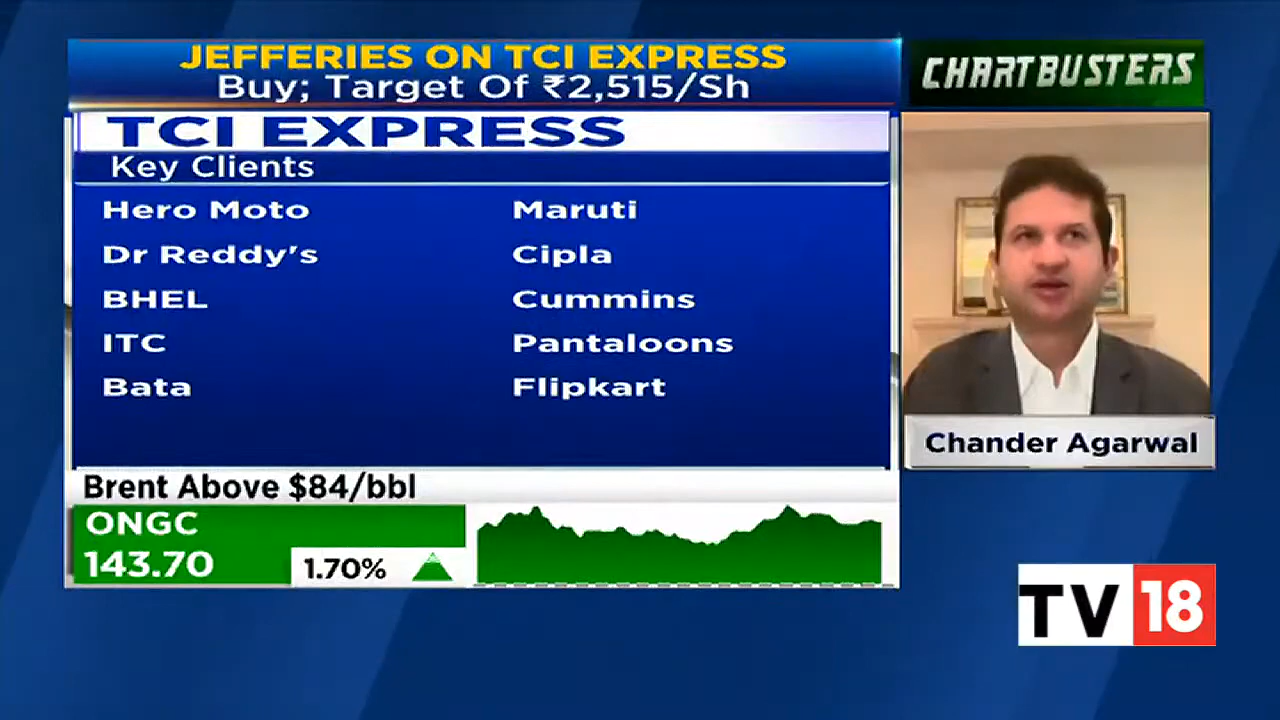 JEFFERIES ON TCI EXPRESS
Buy; Target Of ₹2,515/Sh
CHARTBUSTERS
TCI EXPRESS
Key Clients
Hero Moto
Maruti
Dr Reddy's
Cipla
BHEL
Cummins
ITC
Pantaloons
Bata
Flipkart
Chander Agarwal
Brent Above $84/bbl
ONGC
143.70
1.70%
TV 18